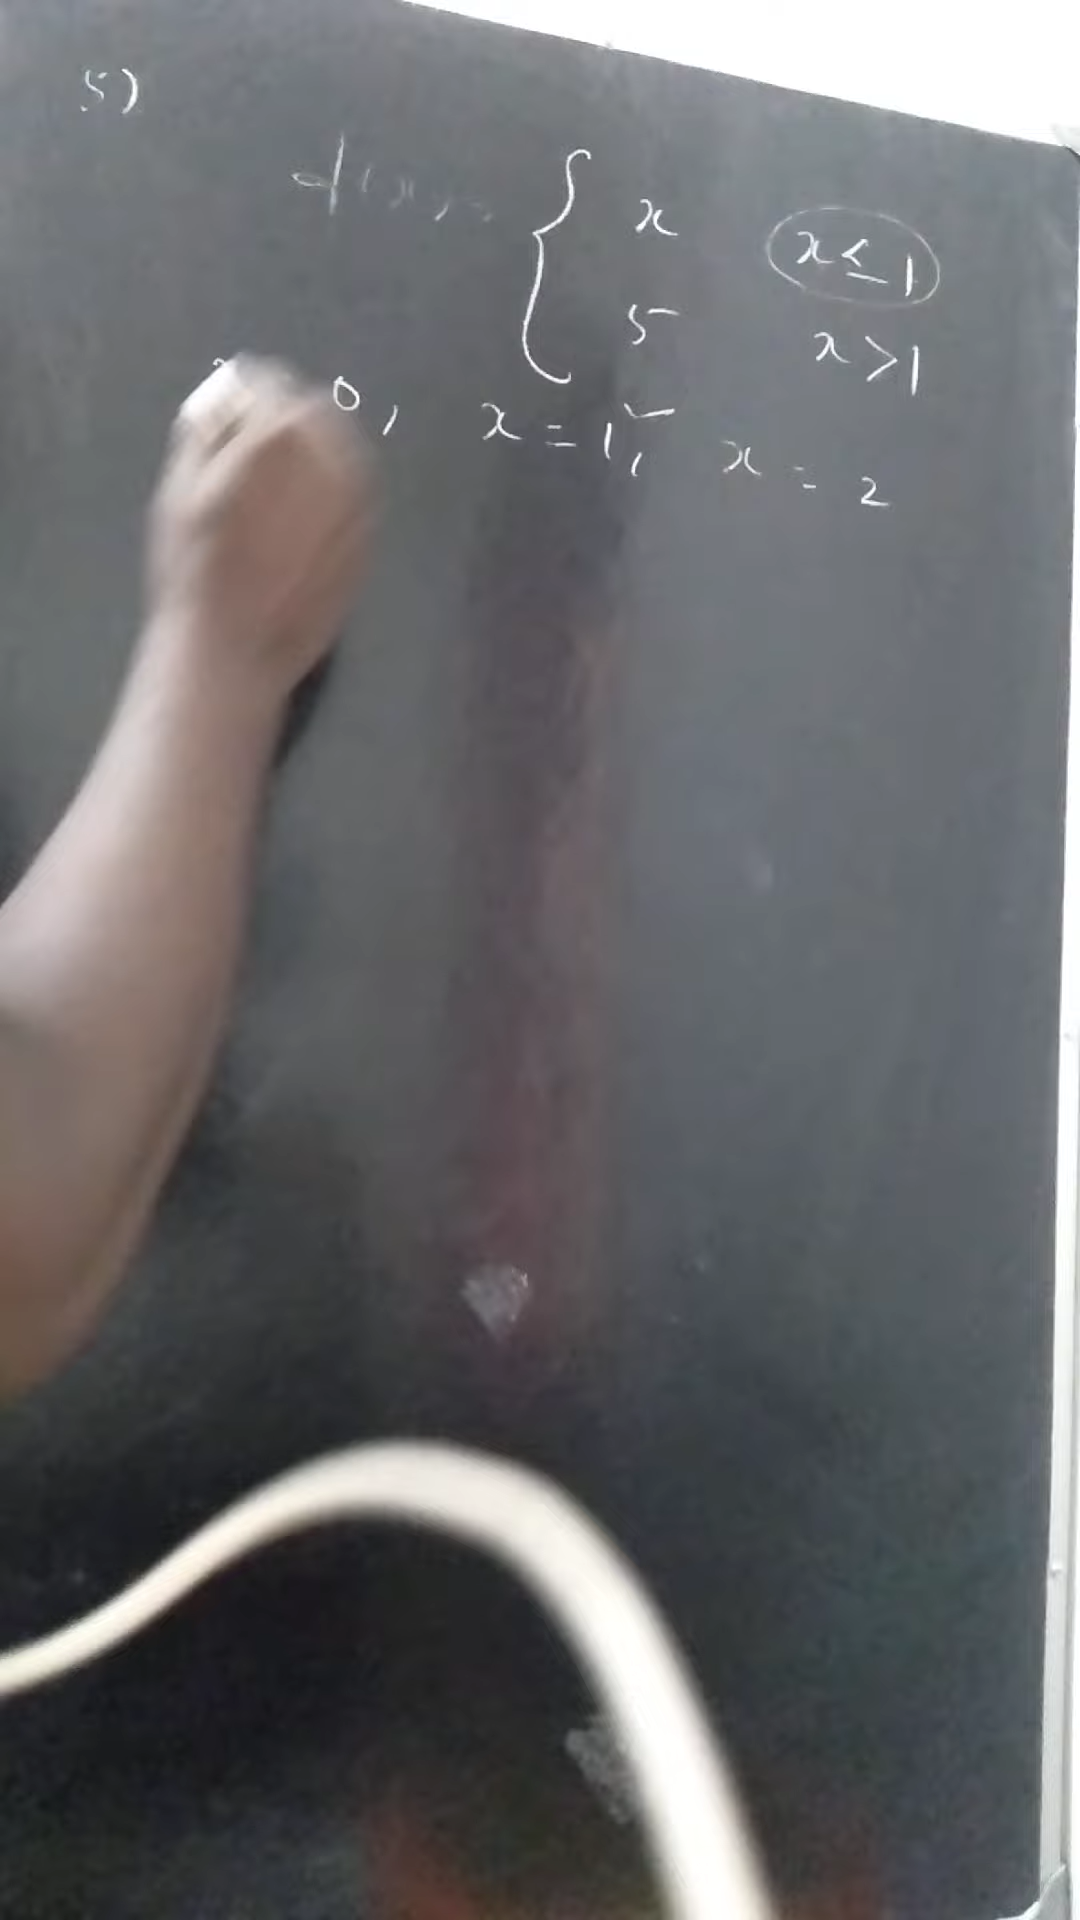 5)
f(x) = { x x ≤ 1
5 x > 1
x = 0, x = 1, x = 2